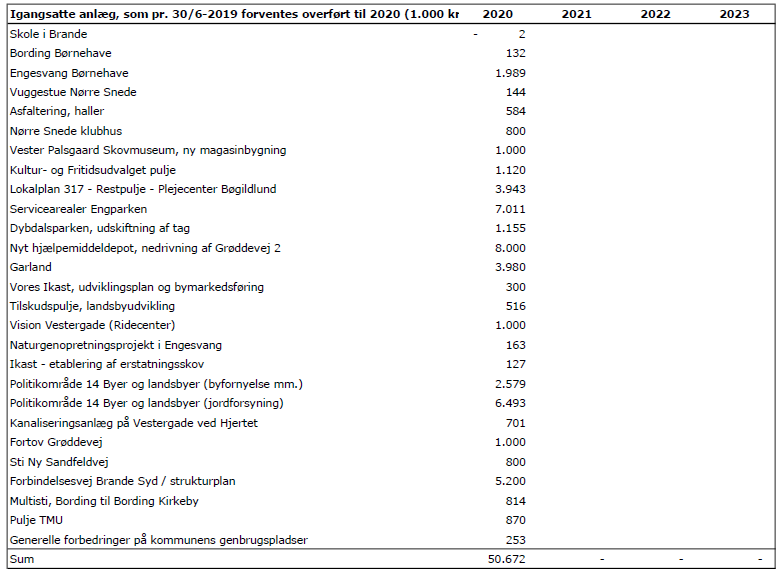 Igangsatte anlæg, som pr. 30/6-2019 forventes overført til 2020 (1.000 kr 2020 2021 2022 2023
Skole i Brande - 2
Bording Børnehave 132
Engesvang Børnehave 1.989
Vuggestue Nørre Snede 144
Asfaltering, haller 584
Nørre Snede klubhus 800
Vester Palsgaard Skovmuseum, ny magasinbygning 1.000
Kultur- og Fritidsudvalget pulje 1.120
Lokalplan 317 - Restpulje - Plejecenter Bøgildlund 3.943
Servicearealer Engparken 7.011
Dybdalsparken, udskiftning af tag 1.155
Nyt hjælpemiddeldepot, nedrivning af Grøddevej 2 8.000
Garland 3.980
Vores Ikast, udviklingsplan og bymarkedsføring 300
Tilskudspulje, landsbyudvikling 516
Vision Vestergade (Ridecenter) 1.000
Naturgenopretningsprojekt i Engesvang 163
Ikast - etablering af erstatningsskov 127
Politikområde 14 Byer og landsbyer (byfornyelse mm.) 2.579
Politikområde 14 Byer og landsbyer (jordforsyning) 6.493
Kanaliseringsanlæg på Vestergade ved Hjertet 701
Fortov Grøddevej 1.000
Sti Ny Sandfeldvej 800
Forbindelsesvej Brande Syd / strukturplan 5.200
Multisti, Bording til Bording Kirkeby 814
Pulje TMU 870
Generelle forbedringer på kommunens genbrugspladser 253
Sum 50.672 - - -